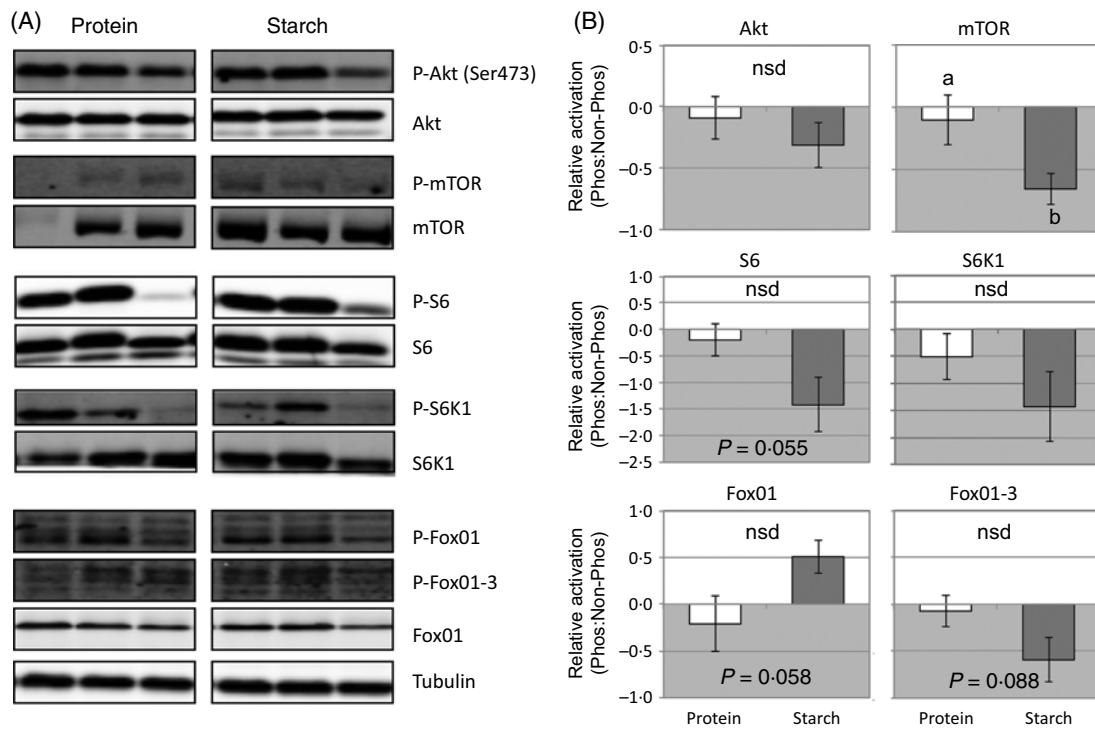 (A)
Protein
Starch
P-Akt (Ser473)
Akt
P-mTOR
mTOR
P-S6
S6
P-S6K1
S6K1
P-Fox01
P-Fox01-3
Fox01
Tubulin
(B)
Akt
mTOR
Relative activation
(Phos:Non-Phos)
0·5
0·0
−0·5
−1·0
nsd
a
b
S6
S6K1
Relative activation
(Phos:Non-Phos)
1·0
0·5
0·0
−0·5
−1·0
−1·5
−2·0
−2·5
nsd
P = 0·055
nsd
Fox01
Fox01-3
Relative activation
(Phos:Non-Phos)
1·0
0·5
0·0
−0·5
−1·0
nsd
P = 0·058
nsd
P = 0·088
Protein
Starch
Protein
Starch